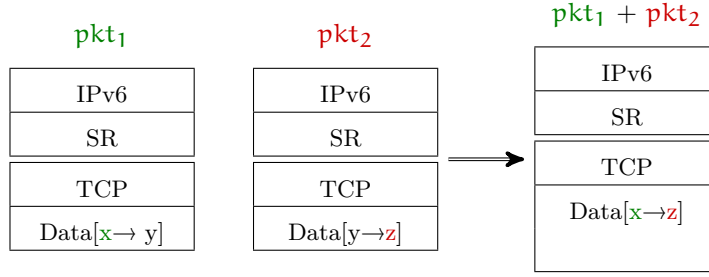 pkt₁
IPv6
SR
TCP
Data[x→ y]
pkt₂
IPv6
SR
TCP
Data[y→z]
pkt₁ + pkt₂
IPv6
SR
TCP
Data[x→z]